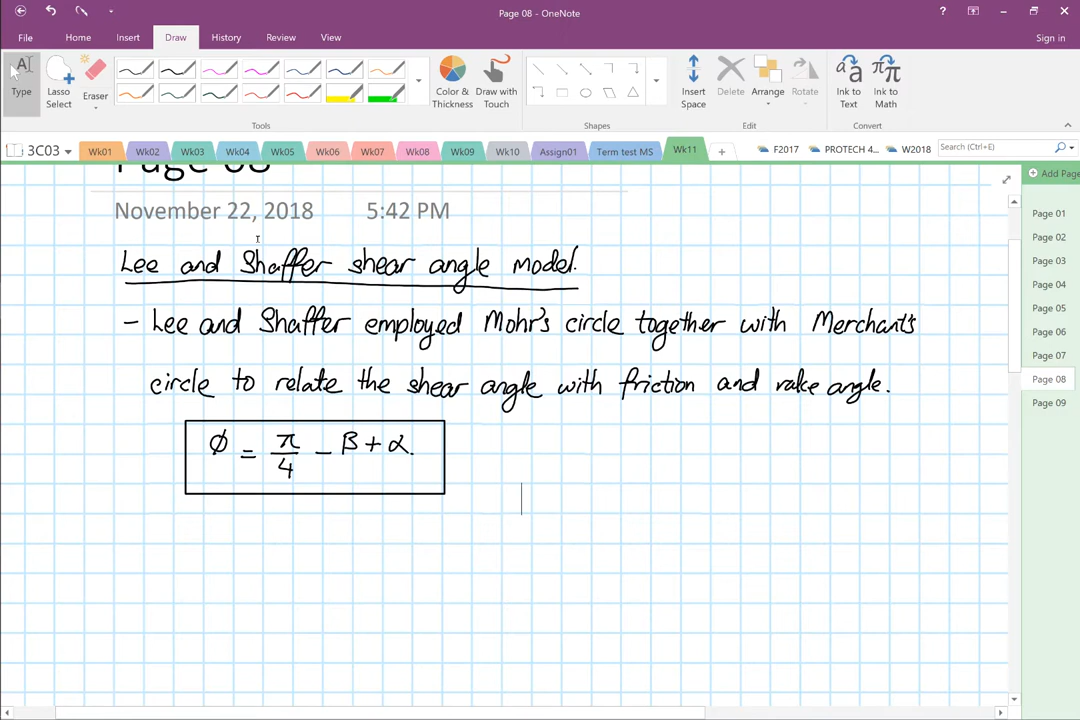 Page 08 - OneNote
?
File Home Insert Draw History Review View Sign in
Type
Lasso Select
Eraser
Color & Thickness
Draw with Touch
Insert Space
Delete
Arrange
Rotate
Ink to Text
Ink to Math
Tools Shapes Edit Convert
3C03 Wk01 Wk02 Wk03 Wk04 Wk05 Wk06 Wk07 Wk08 Wk09 Wk10 Assign01 Term test MS Wk11 + F2017 PROTECH 4... W2018 Search (Ctrl+E)
Page 08
Add Page
November 22, 2018 5:42 PM
Lee and Shaffer shear angle model.
- Lee and Shaffer employed Mohr's circle together with Merchant's
circle to relate the shear angle with friction and rake angle.
φ = π/4 - β + α.
Page 01
Page 02
Page 03
Page 04
Page 05
Page 06
Page 07
Page 08
Page 09